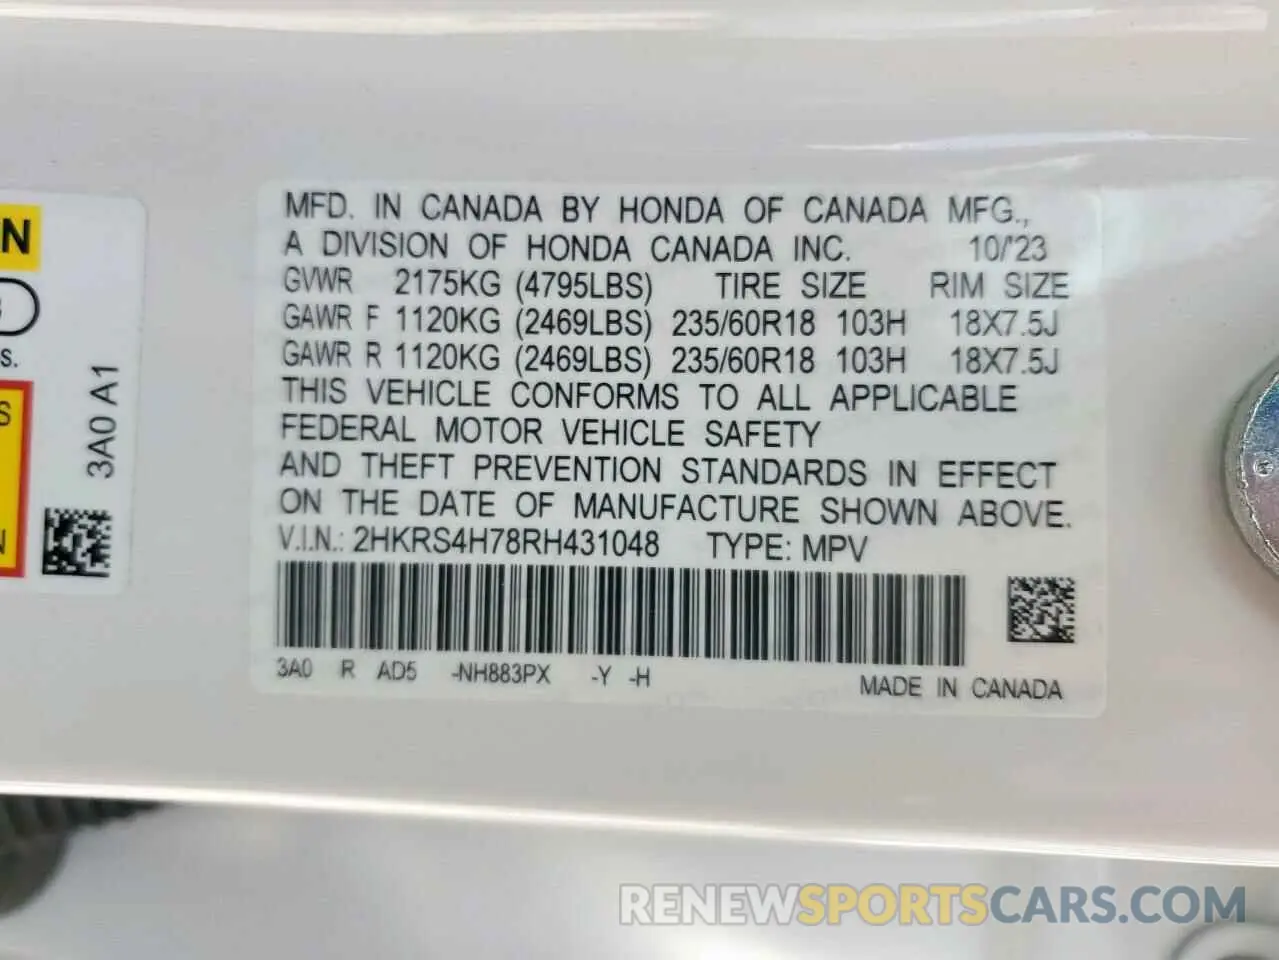 MFD. IN CANADA BY HONDA OF CANADA MFG.,
A DIVISION OF HONDA CANADA INC. 10/'23
GVWR 2175KG (4795LBS) TIRE SIZE RIM SIZE
GAWR F 1120KG (2469LBS) 235/60R18 103H 18X7.5J
GAWR R 1120KG (2469LBS) 235/60R18 103H 18X7.5J
THIS VEHICLE CONFORMS TO ALL APPLICABLE
FEDERAL MOTOR VEHICLE SAFETY
AND THEFT PREVENTION STANDARDS IN EFFECT
ON THE DATE OF MANUFACTURE SHOWN ABOVE.
V.I.N.: 2HKRS4H78RH431048 TYPE: MPV
3A0 R AD5 -NH883PX -Y -H
MADE IN CANADA
3A0 A1
RENEWSPORTSCARS.COM